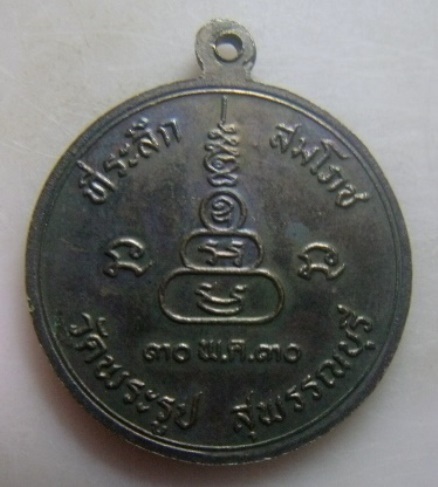 ที่ระลึก สมโภช
๓๐ พ.ค.๓๐
วัดพระรูป สุพรรณบุรี